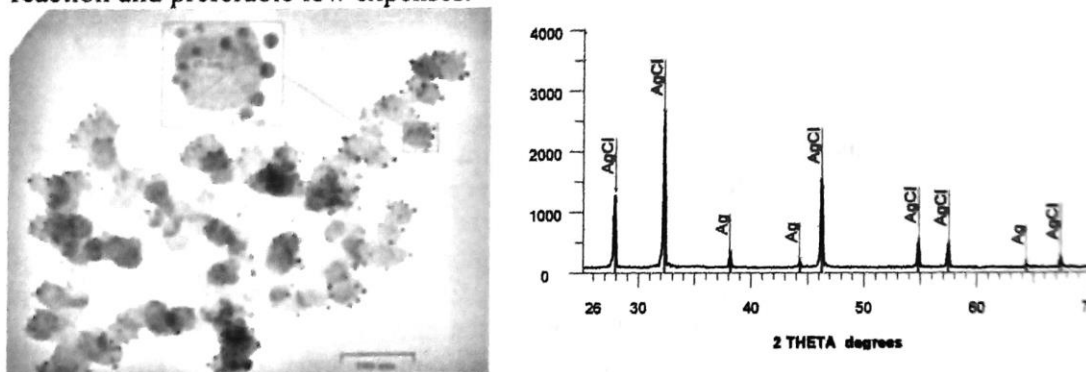 reaction and preferable low expenses.
4000
3000
2000
1000
0
AgCl
AgCl
Ag
Ag
AgCl
AgCl
AgCl
Ag
AgCl
26 40 50 60
2 THETA degrees